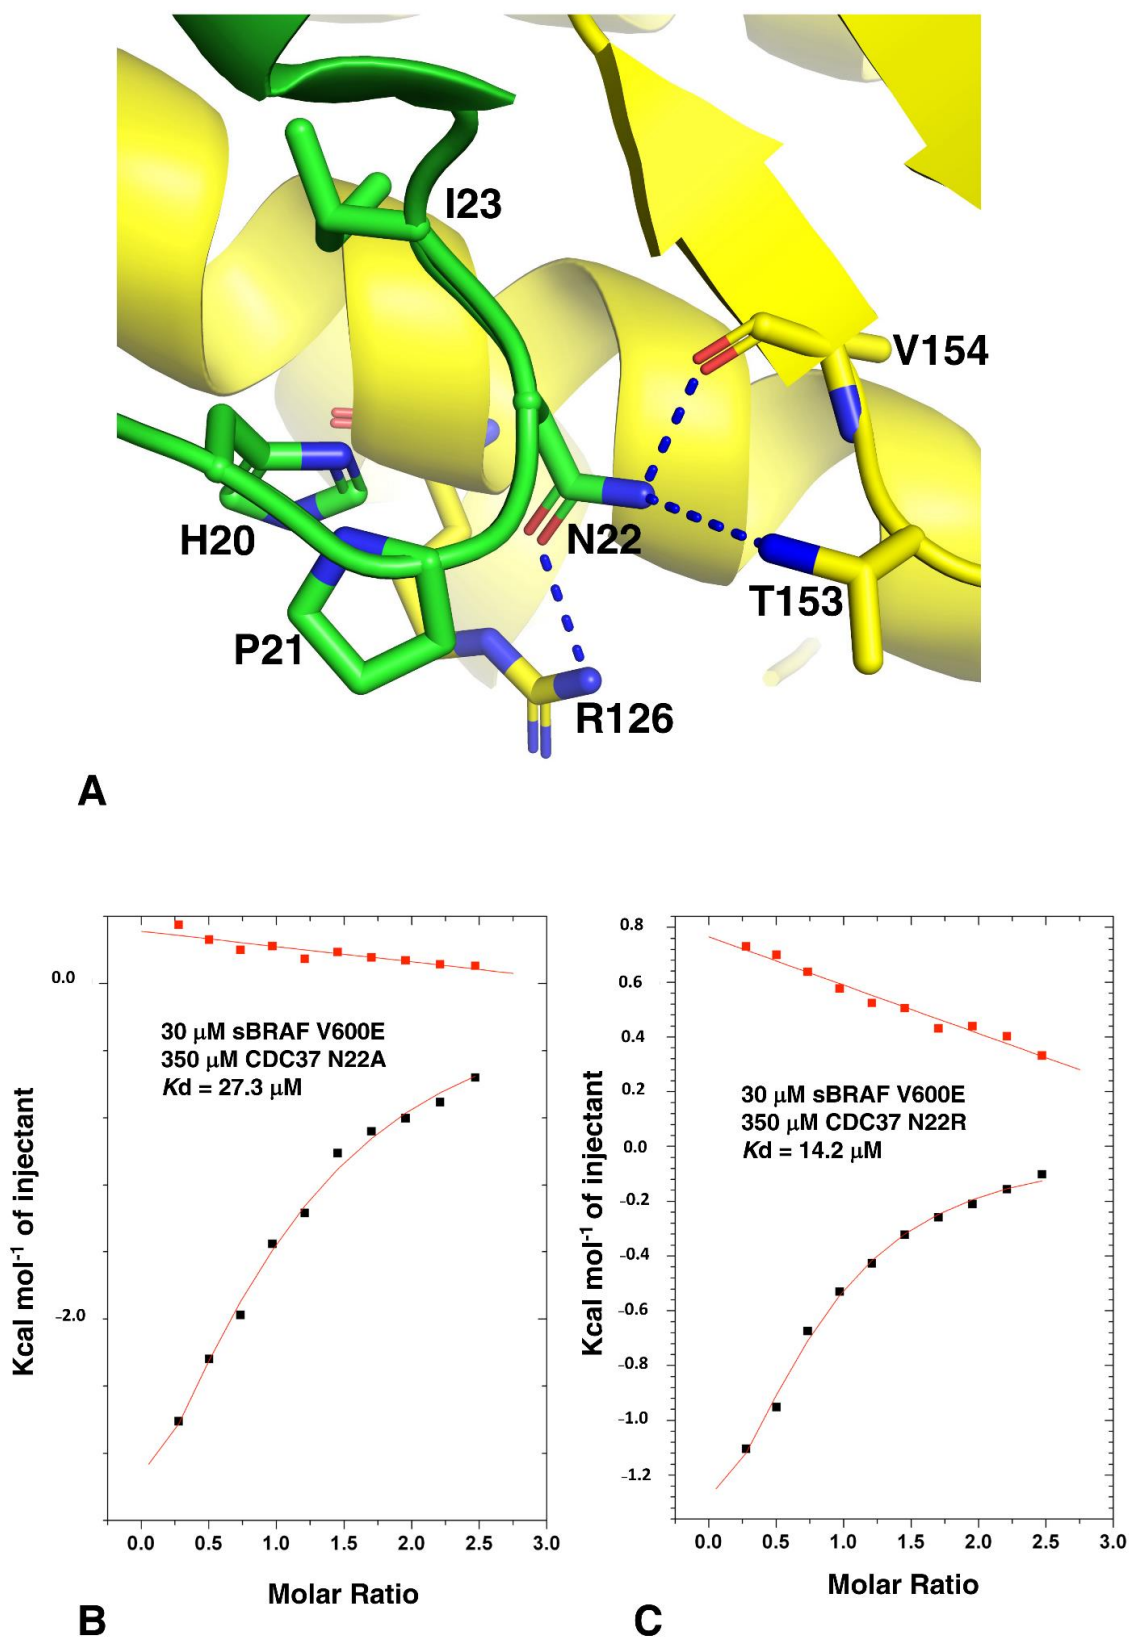 I23
V154
H20
N22
T153
P21
R126
A
Kcal mol⁻¹ of injectant
0.0
−2.0
30 µM sBRAF V600E
350 µM CDC37 N22A
Kd = 27.3 µM
0.0 0.5 1.0 1.5 2.0 2.5 3.0
Molar Ratio
B
Kcal mol⁻¹ of injectant
0.8
0.6
0.4
0.2
0.0
−0.2
−0.4
−0.6
−0.8
−1.0
−1.2
30 µM sBRAF V600E
350 µM CDC37 N22R
Kd = 14.2 µM
0.0 0.5 1.0 1.5 2.0 2.5 3.0
Molar Ratio
C